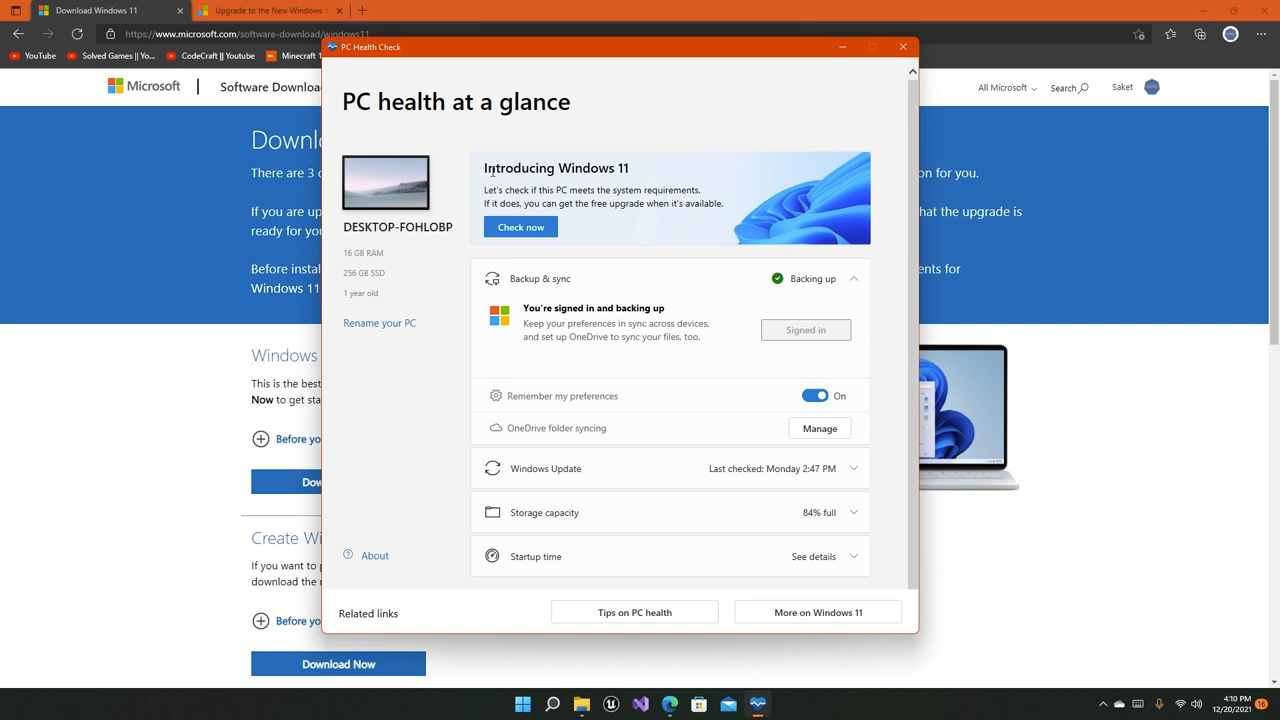 Download Windows 11
Upgrade to the New Windows 1
https://www.microsoft.com/software-download/windows11
YouTube
Solved Games || Yo...
CodeCraft || Youtube
Minecraft 1
Microsoft
Software Downloa
All Microsoft
Search
Saket
Downl
There are 3 o
on for you.
If you are up
hat the upgrade is
ready for you
Before instal
ents for
Windows 11
Windows
This is the best
Now to get sta
Before yo
Dow
Create Wi
If you want to
download the
Before yo
Download Now
PC Health Check
PC health at a glance
DESKTOP-FOHLOBP
16 GB RAM
256 GB SSD
1 year old
Rename your PC
About
Introducing Windows 11
Let's check if this PC meets the system requirements.
If it does, you can get the free upgrade when it's available.
Check now
Backup & sync
Backing up
You're signed in and backing up
Keep your preferences in sync across devices,
and set up OneDrive to sync your files, too.
Signed in
Remember my preferences
On
OneDrive folder syncing
Manage
Windows Update
Last checked: Monday 2:47 PM
Storage capacity
84% full
Startup time
See details
Related links
Tips on PC health
More on Windows 11
4:10 PM
12/20/2021
16